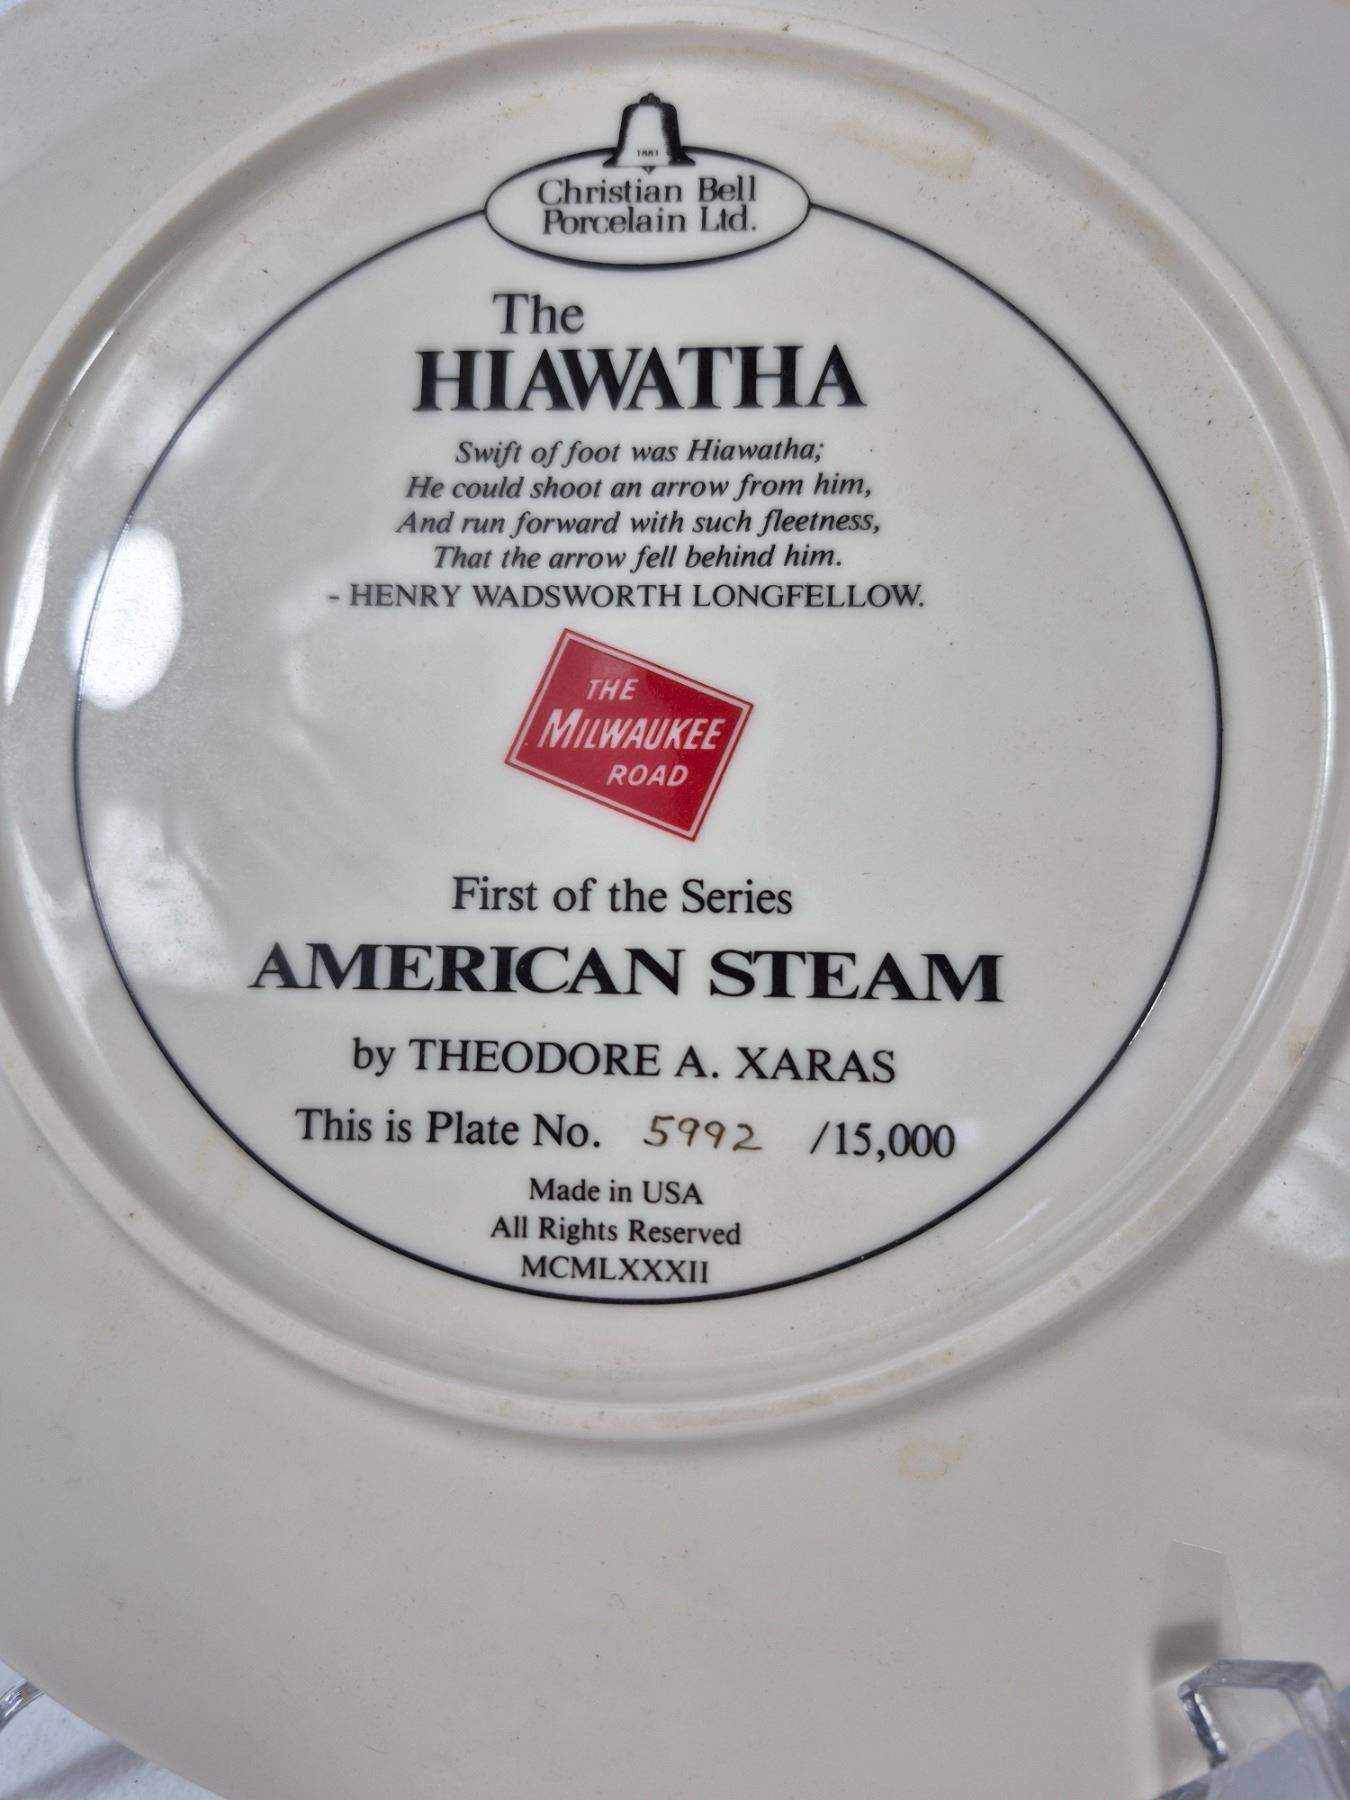 1881
Christian Bell
Porcelain Ltd.
The
HIAWATHA
Swift of foot was Hiawatha;
He could shoot an arrow from him,
And run forward with such fleetness,
That the arrow fell behind him.
- HENRY WADSWORTH LONGFELLOW.
THE
MILWAUKEE
ROAD
First of the Series
AMERICAN STEAM
by THEODORE A. XARAS
This is Plate No. 5992 /15,000
Made in USA
All Rights Reserved
MCMLXXXII